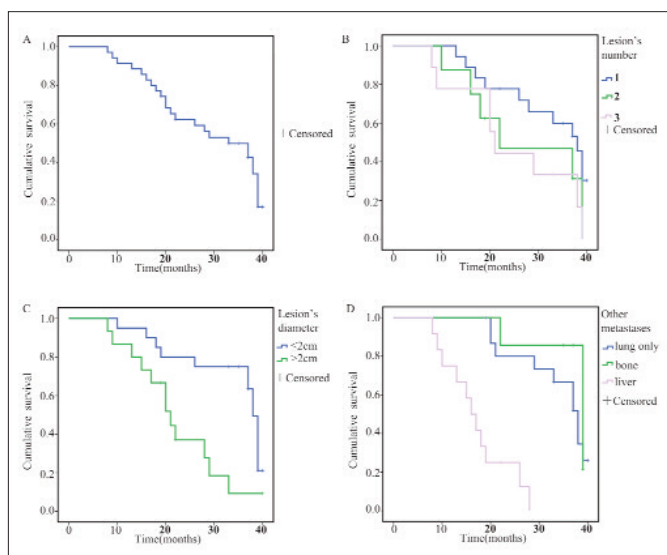 A
Cumulative survival
1.0
0.8
0.6
0.4
0.2
0.0
0
10
20
30
40
Time(months)
| Censored
B
Cumulative survival
1.0
0.8
0.6
0.4
0.2
0.0
0
10
20
30
40
Time(months)
Lesion's
number
1
2
3
| Censored
C
Cumulative survival
1.0
0.8
0.6
0.4
0.2
0.0
0
10
20
30
40
Time(months)
Lesion's
diameter
<2cm
>2cm
| Censored
D
Cumulative survival
1.0
0.8
0.6
0.4
0.2
0.0
0
10
20
30
40
Time(months)
Other
metastases
lung only
bone
liver
+Censored